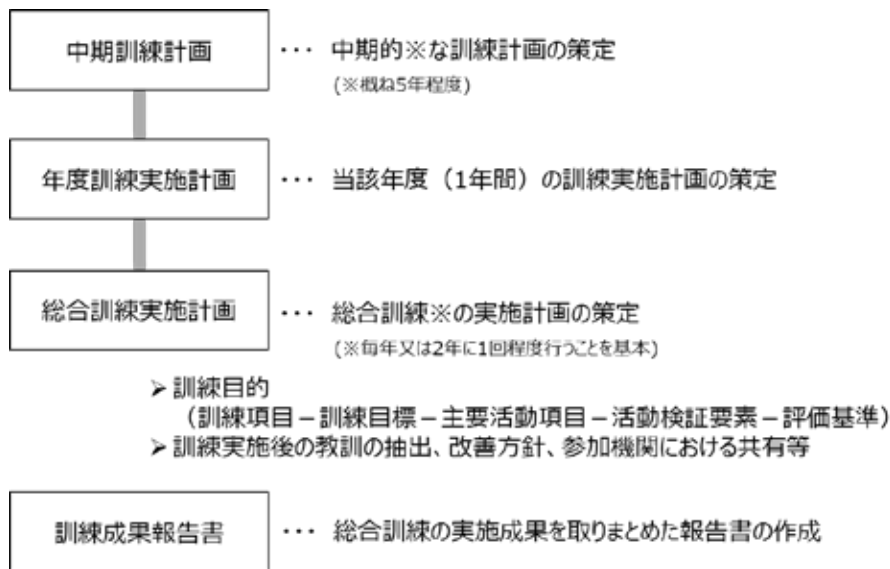 中期訓練計画 ･･･ 中期的※な訓練計画の策定
(※概ね5年程度)
年度訓練実施計画 ･･･ 当該年度（1年間）の訓練実施計画の策定
総合訓練実施計画 ･･･ 総合訓練※の実施計画の策定
(※毎年又は2年に1回程度行うことを基本)
➢ 訓練目的
（訓練項目－訓練目標－主要活動項目－活動検証要素－評価基準）
➢ 訓練実施後の教訓の抽出、改善方針、参加機関における共有等
訓練成果報告書 ･･･ 総合訓練の実施成果を取りまとめた報告書の作成